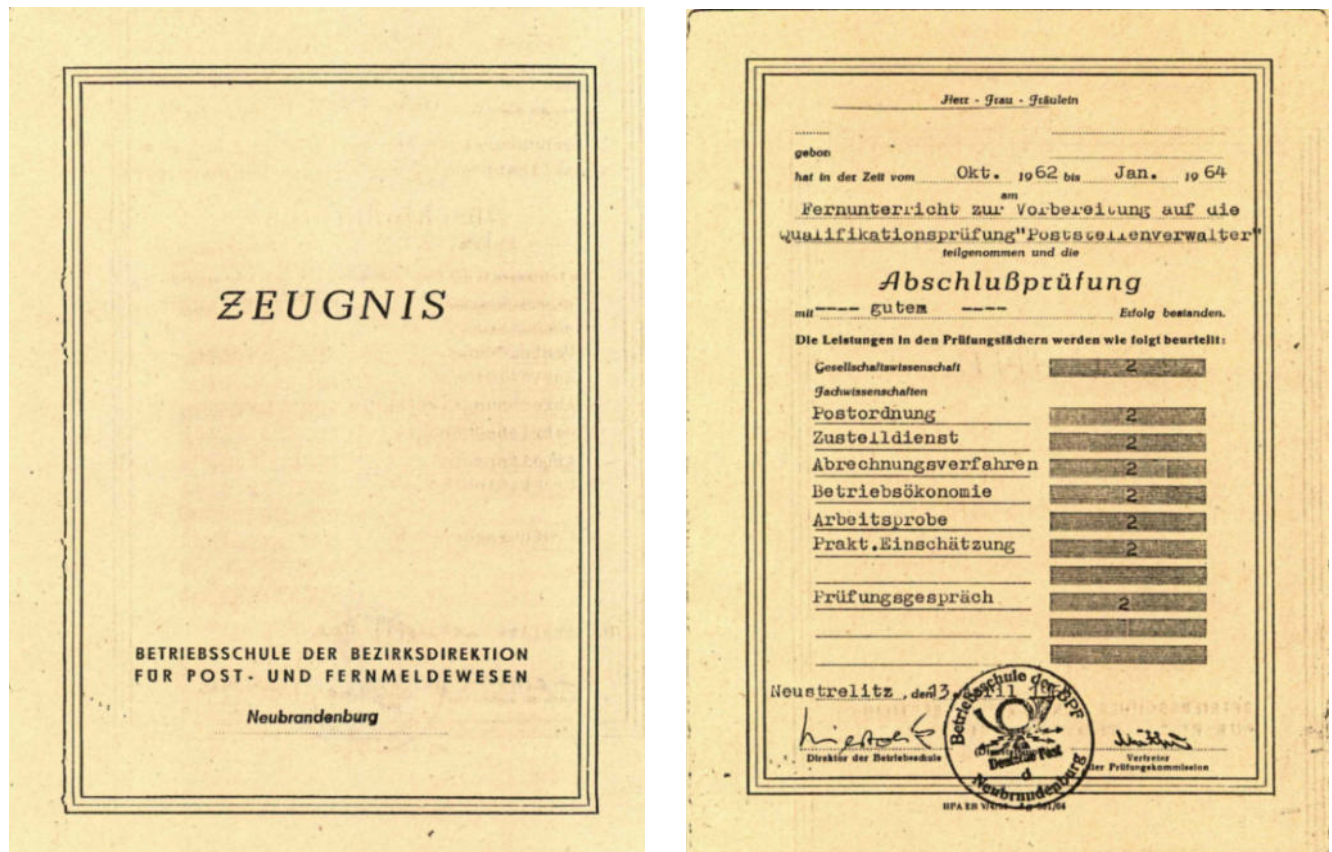 ZEUGNIS
BETRIEBSSCHULE DER BEZIRKSDIREKTION
FÜR POST- UND FERNMELDEWESEN
Neubrandenburg
Herr - Frau - Fräulein
geboren
hat in der Zeit vom Okt. 1962 bis Jan. 1964
am
Fernunterricht zur Vorbereitung auf die
Qualifikationsprüfung "Poststellenverwalter"
teilgenommen und die
Abschlußprüfung
mit ---- gutem ---- Erfolg bestanden.
Die Leistungen in den Prüfungsfächern werden wie folgt beurteilt:
Gesellschaftswissenschaft 2
Fachwissenschaften
Postordnung 2
Zustelldienst 2
Abrechnungsverfahren 2
Betriebsökonomie 2
Arbeitsprobe 2
Prakt.Einschätzung 2
Prüfungsgespräch 2
Neustrelitz, den 13.
Betriebsschule der BPF
Deutsche Post
d
Neubrandenburg
Direktor der Betriebsschule
Vertreter
der Prüfungskommission